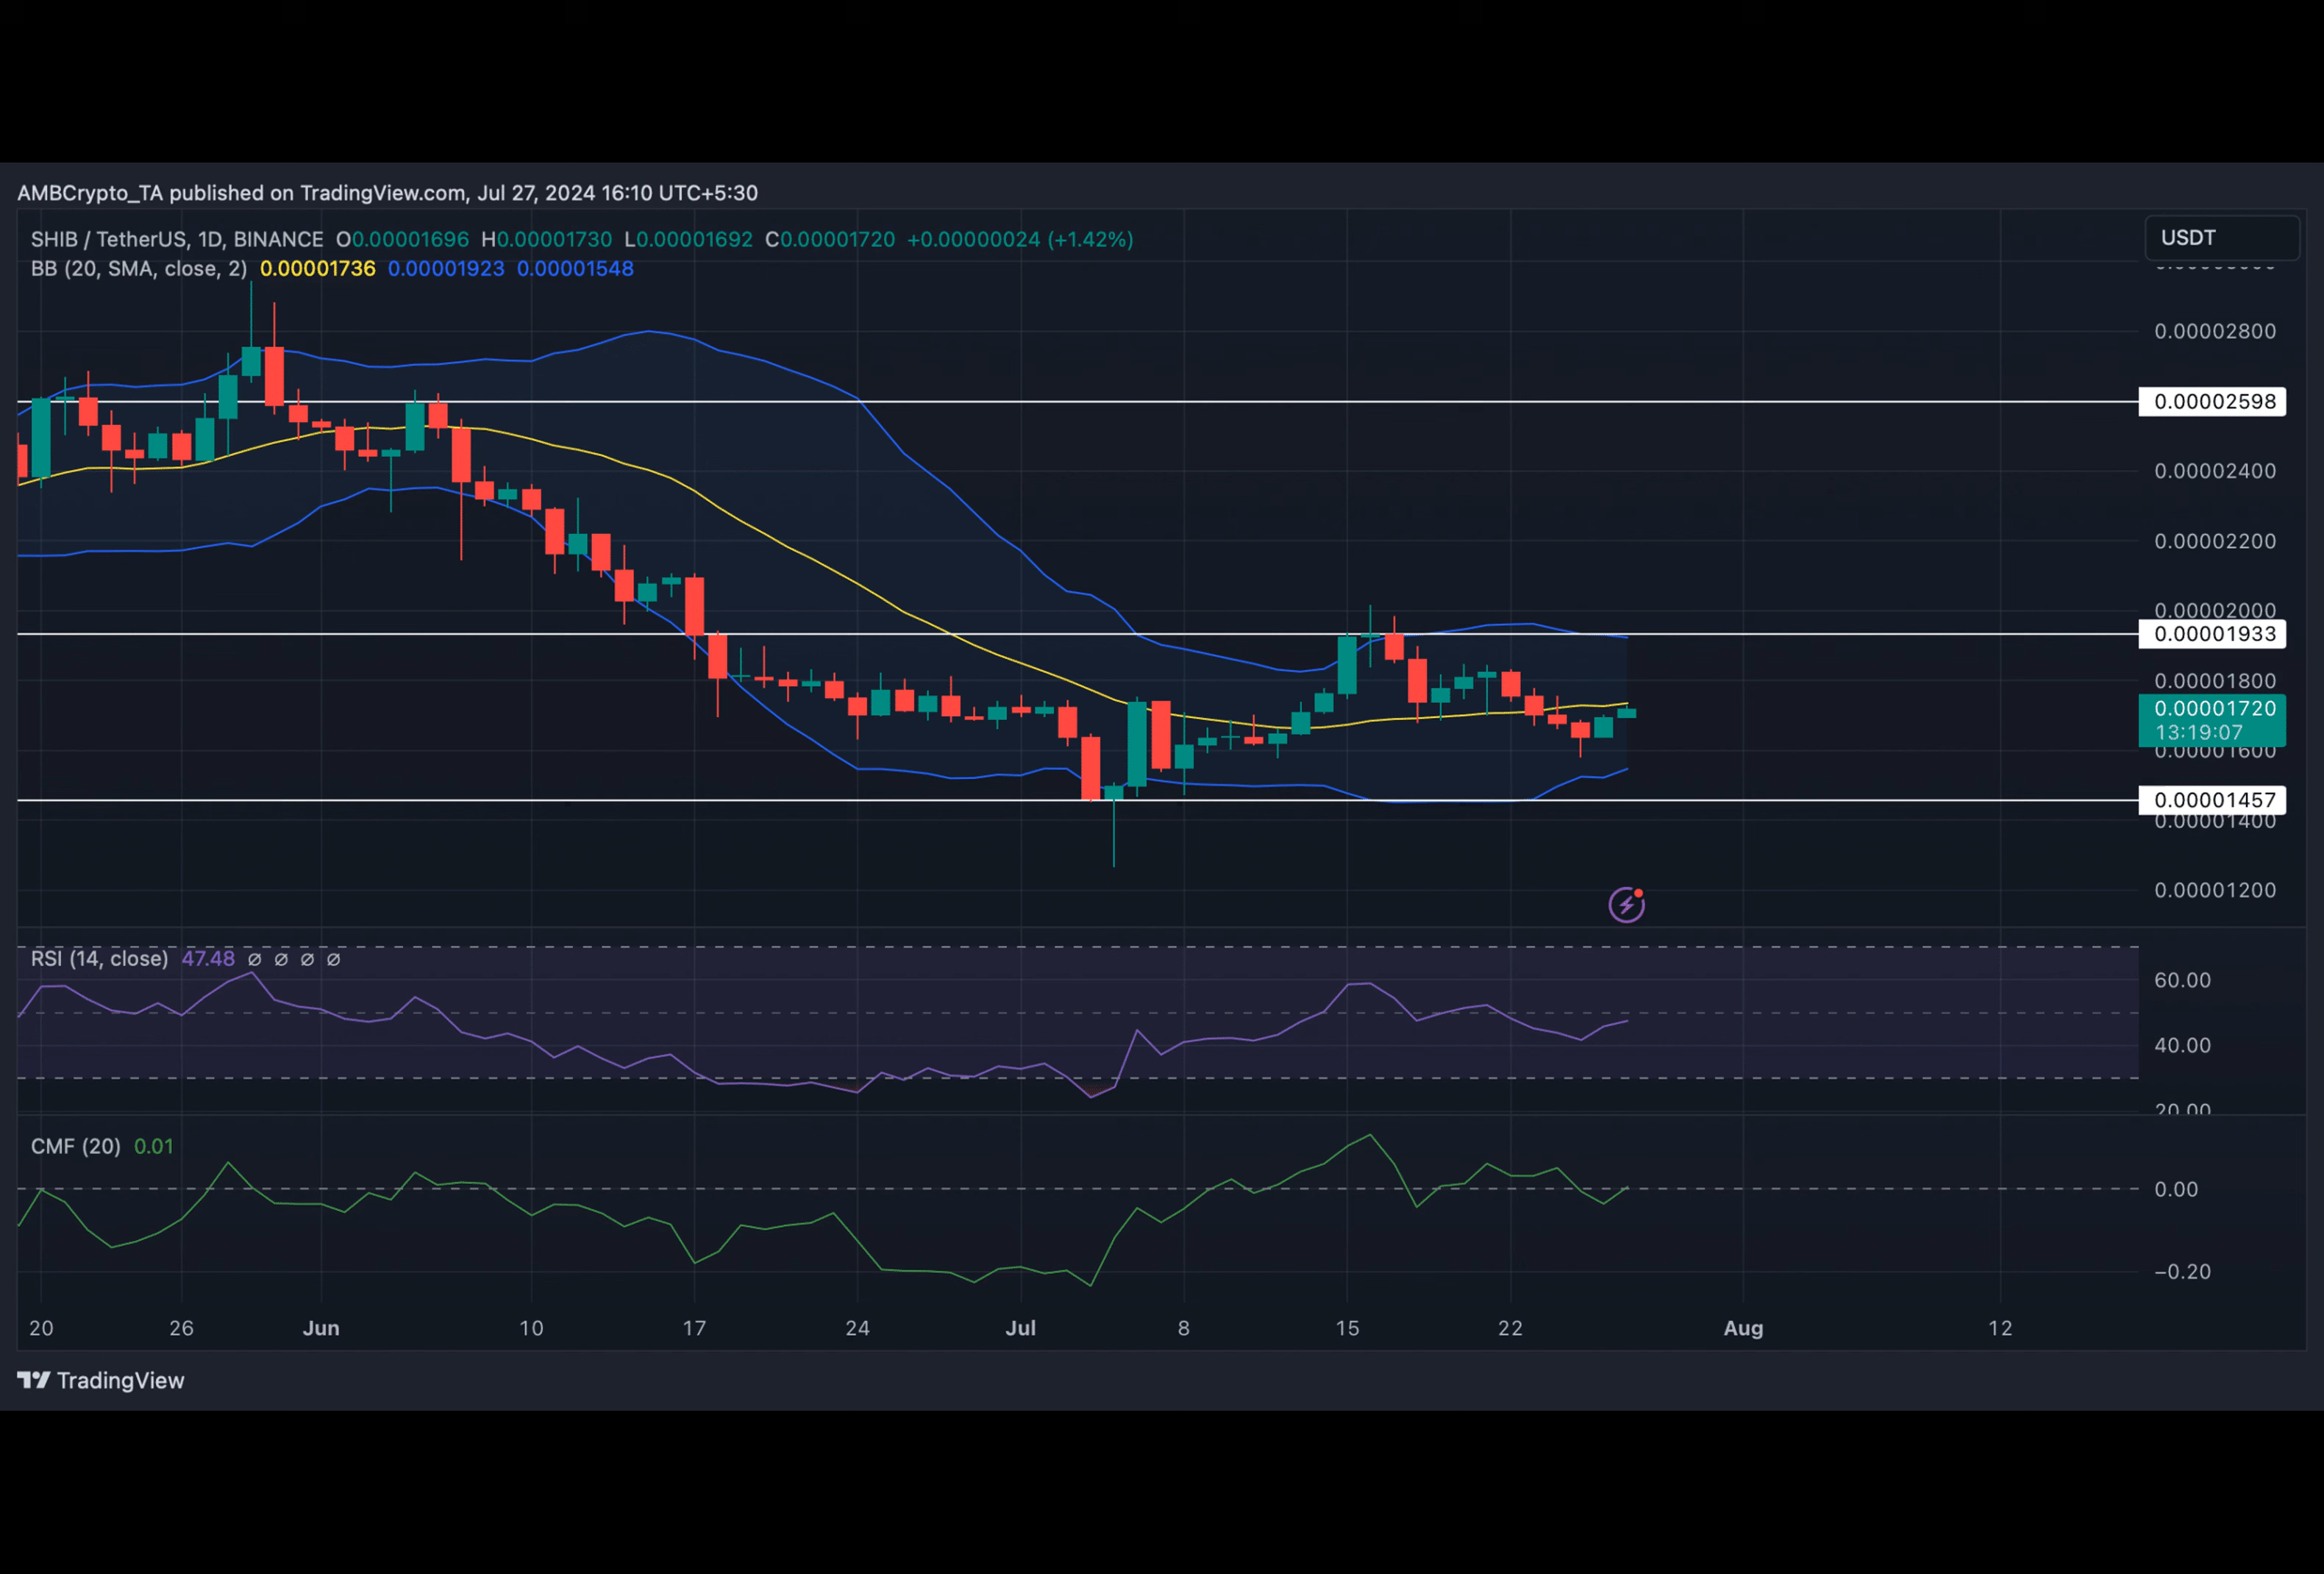 AMBCrypto_TA published on TradingView.com, Jul 27, 2024 16:10 UTC+5:30
SHIB / TetherUS, 1D, BINANCE O0.00001696 H0.00001730 L0.00001692 C0.00001720 +0.00000024 (+1.42%)
USDT
BB (20, SMA, close, 2) 0.00001736 0.00001923 0.00001548
0.00002800
0.00002598
0.00002400
0.00002200
0.00002000
0.00001933
0.00001800
0.00001720
13:19:07
0.00001600
0.00001457
0.00001400
0.00001200
RSI (14, close) 47.48 ∅ ∅ ∅ ∅
60.00
40.00
20.00
CMF (20) 0.01
0.00
−0.20
20 26 Jun 10 17 24 Jul 8 15 22 Aug 12
TradingView